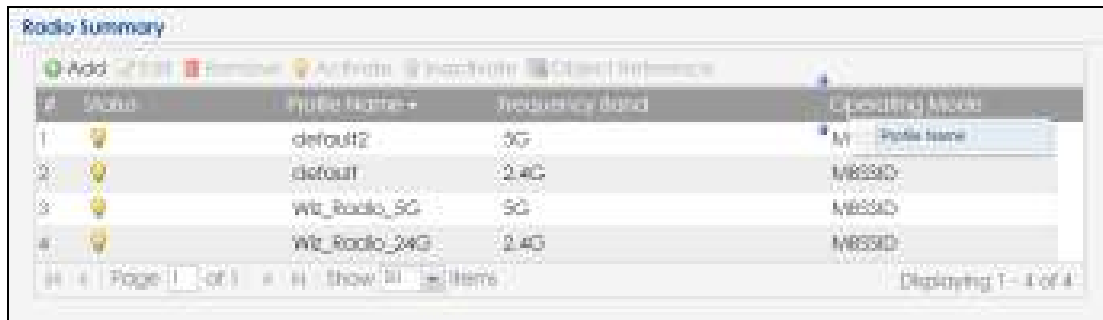 Radio Summary
Add Edit Remove Activate Inactivate Object Reference
# Status Profile Name Frequency Band Operating Mode
1 default2 5G M
Profile Name
2 default 2.4G MBSSID
3 Wiz_Radio_5G 5G MBSSID
4 Wiz_Radio_24G 2.4G MBSSID
Page 1 of 1 Show items
Displaying 1 - 4 of 4